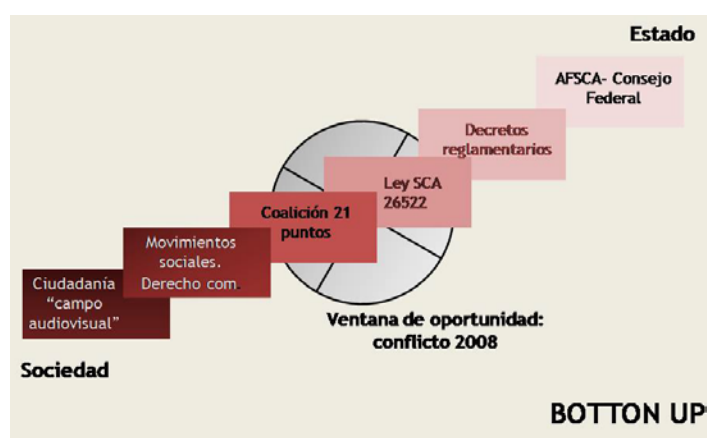 Estado
AFSCA- Consejo
Federal
Decretos
reglamentarios
Ley SCA
26522
Coalición 21
puntos
Movimientos
sociales.
Derecho com.
Ciudadanía
“campo
audiovisual”
Ventana de oportunidad:
conflicto 2008
Sociedad
BOTTON UP